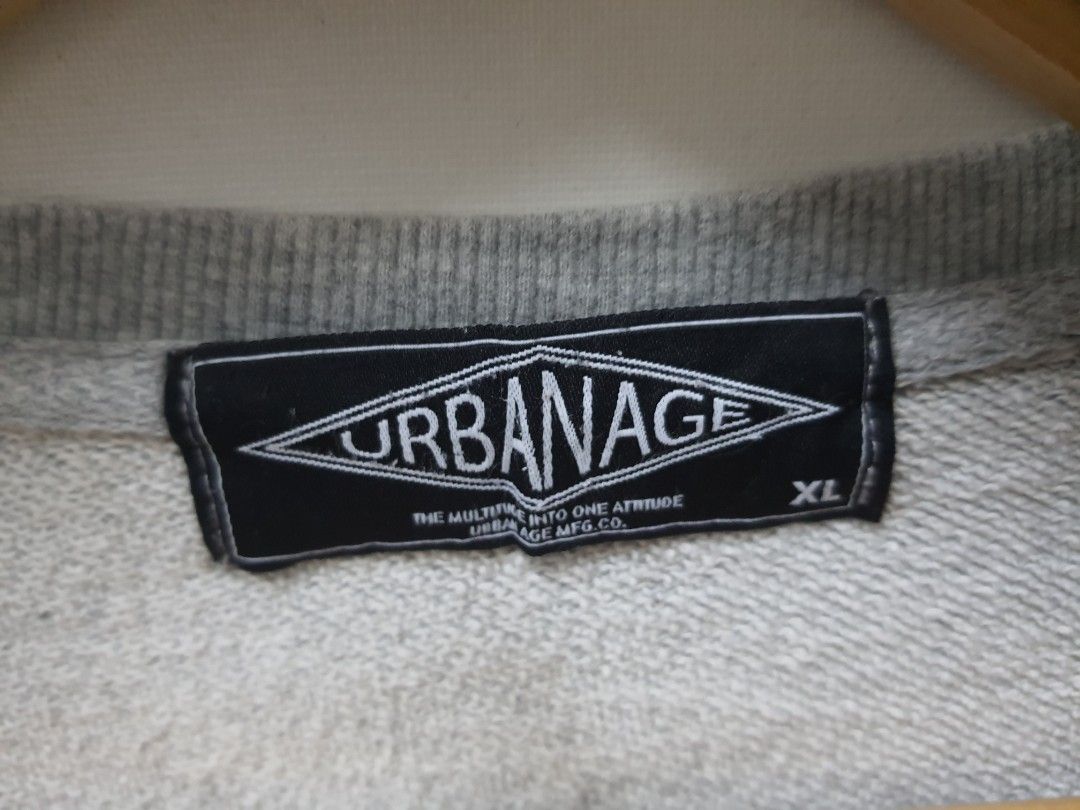 URBANAGE
XL
THE MULTITUDE INTO ONE ATTITUDE
URBANAGE MFG.CO.